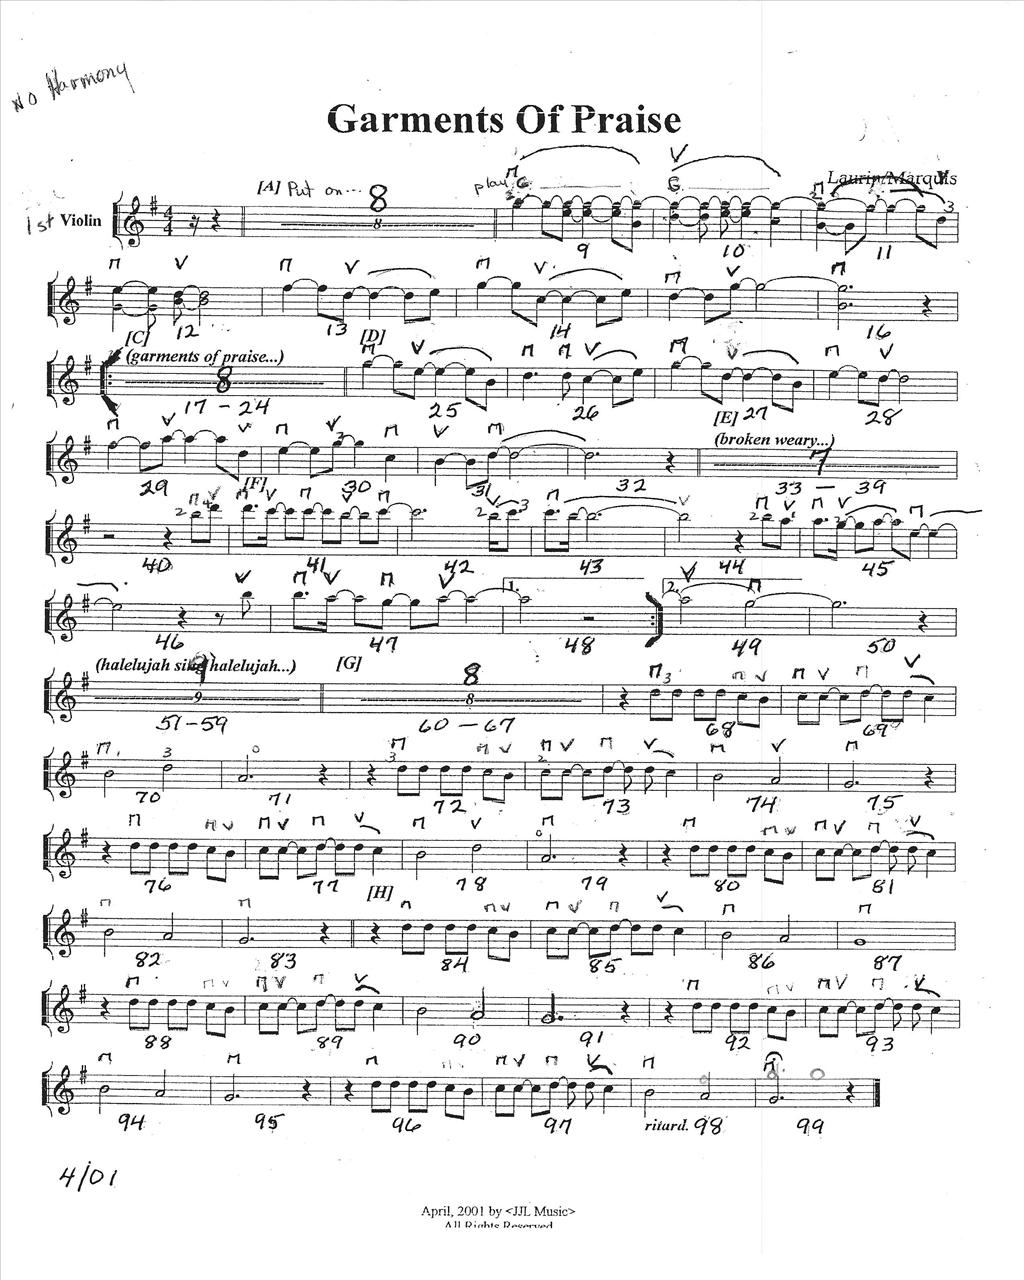 No Harmony
Garments Of Praise
Laurin/Marquis
[A] Put on... 8 play G G
1st Violin 8
9 10 11
12 13 14 16
[C] [D]
(garments of praise...)
8
17 - 24 25 26 [E] 27 28
(broken weary...)
7
29 [F] 30 31 32 33 - 39
40 41 42 43 44 45
1. 2.
46 47 48 49 50
(halelujah sing halelujah...) [G]
9 8
9 8
51-59 60 - 67 68 69
70 71 72 73 74 75
76 77 78 79 80 81
[H]
82 83 84 85 86 87
88 89 90 91 92 93
94 95 96 97 ritard. 98 99
4/01
April, 2001 by <JJL Music>
All Rights Reserved